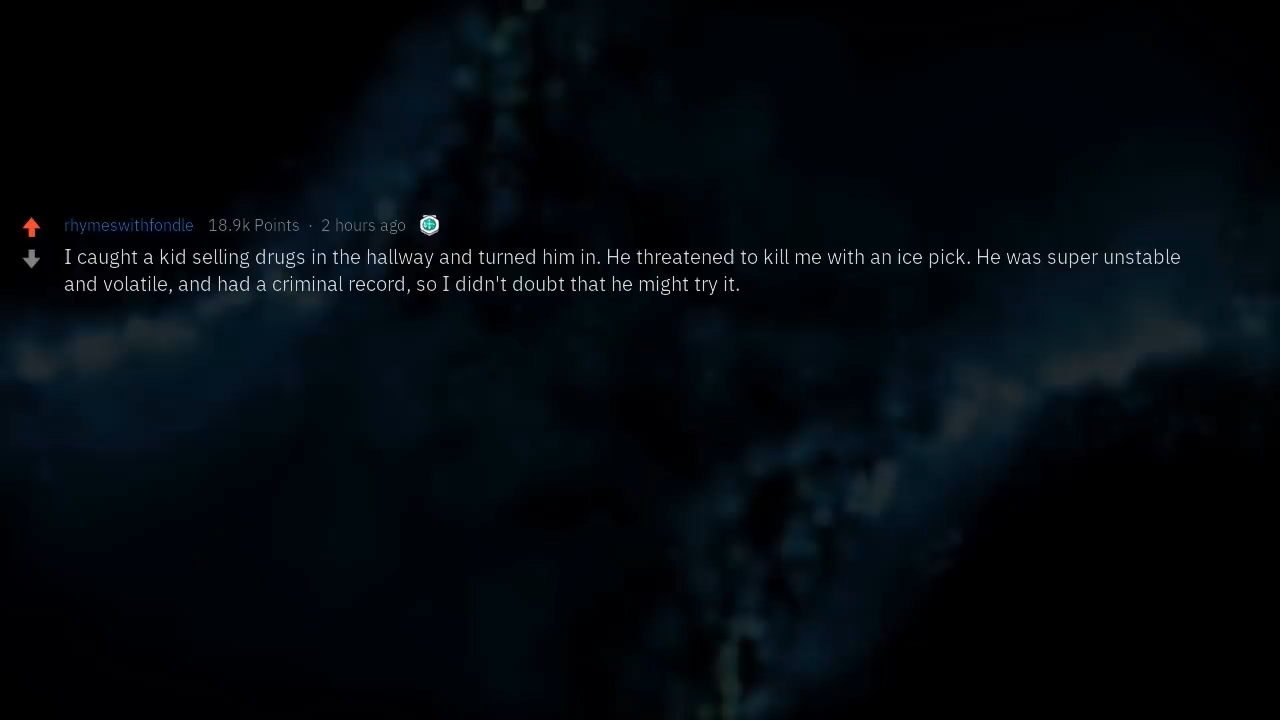 rhymeswithfondle 18.9k Points · 2 hours ago
I caught a kid selling drugs in the hallway and turned him in. He threatened to kill me with an ice pick. He was super unstable
and volatile, and had a criminal record, so I didn't doubt that he might try it.